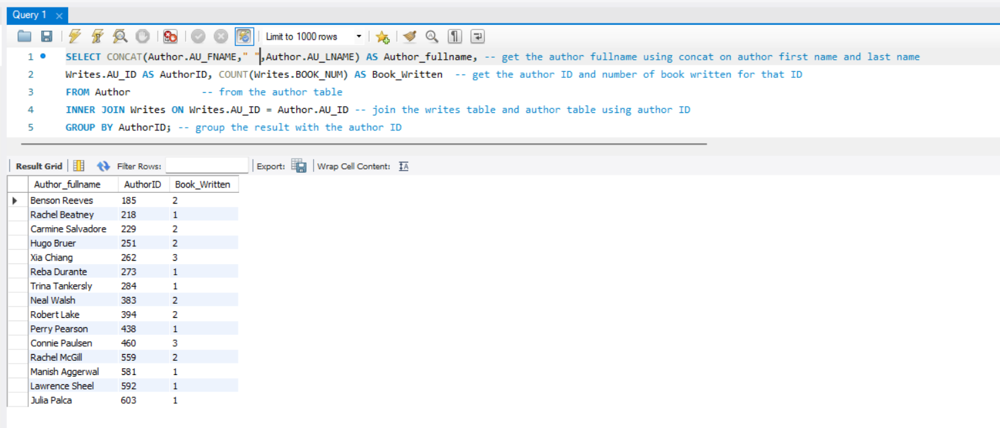 Query 1 ×
Limit to 1000 rows
1 SELECT CONCAT(Author.AU_FNAME," ",Author.AU_LNAME) AS Author_fullname, -- get the author fullname using concat on author first name and last name
2 Writes.AU_ID AS AuthorID, COUNT(Writes.BOOK_NUM) AS Book_Written -- get the author ID and number of book written for that ID
3 FROM Author -- from the author table
4 INNER JOIN Writes ON Writes.AU_ID = Author.AU_ID -- join the writes table and author table using author ID
5 GROUP BY AuthorID; -- group the result with the author ID
Result Grid Filter Rows: Export: Wrap Cell Content: IA
Author_fullname AuthorID Book_Written
Benson Reeves 185 2
Rachel Beatney 218 1
Carmine Salvadore 229 2
Hugo Bruer 251 2
Xia Chiang 262 3
Reba Durante 273 1
Trina Tankersly 284 1
Neal Walsh 383 2
Robert Lake 394 2
Perry Pearson 438 1
Connie Paulsen 460 3
Rachel McGill 559 2
Manish Aggerwal 581 1
Lawrence Sheel 592 1
Julia Palca 603 1